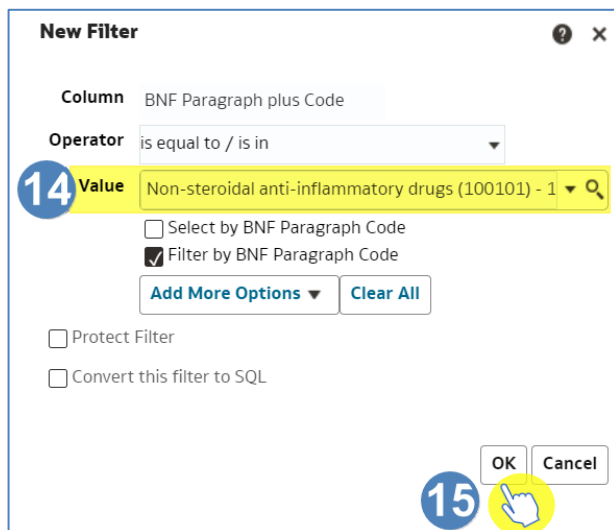 New Filter
Column BNF Paragraph plus Code
Operator is equal to / is in
14 Value Non-steroidal anti-inflammatory drugs (100101) - 1
Select by BNF Paragraph Code
Filter by BNF Paragraph Code
Add More Options Clear All
Protect Filter
Convert this filter to SQL
OK Cancel
15